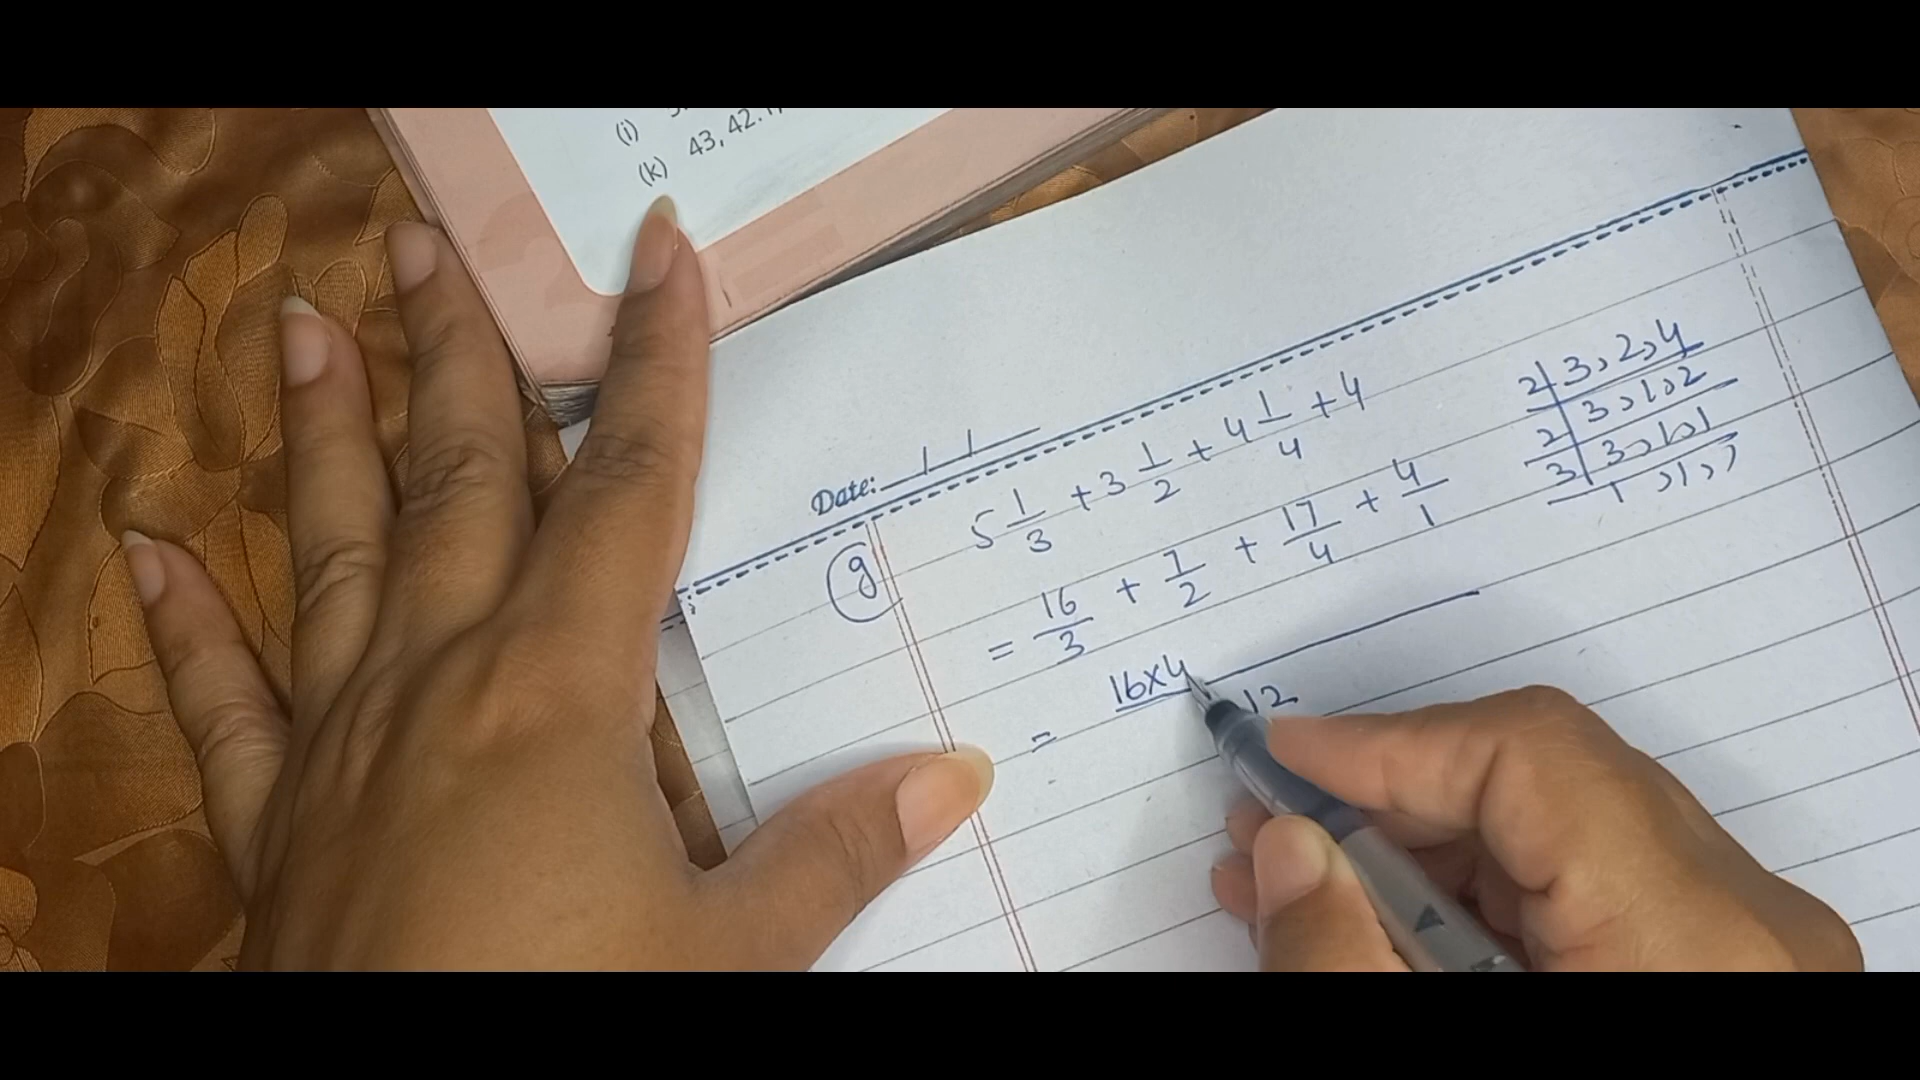 (i)
(k) 43, 42.
Date:
g 5 1/3 + 3 1/2 + 4 1/4 + 4
= 16/3 + 7/2 + 17/4 + 4/1
= 16×4
12
2 3, 2, 4
2 3, 1, 2
3 3, 1, 1
1, 1, 1